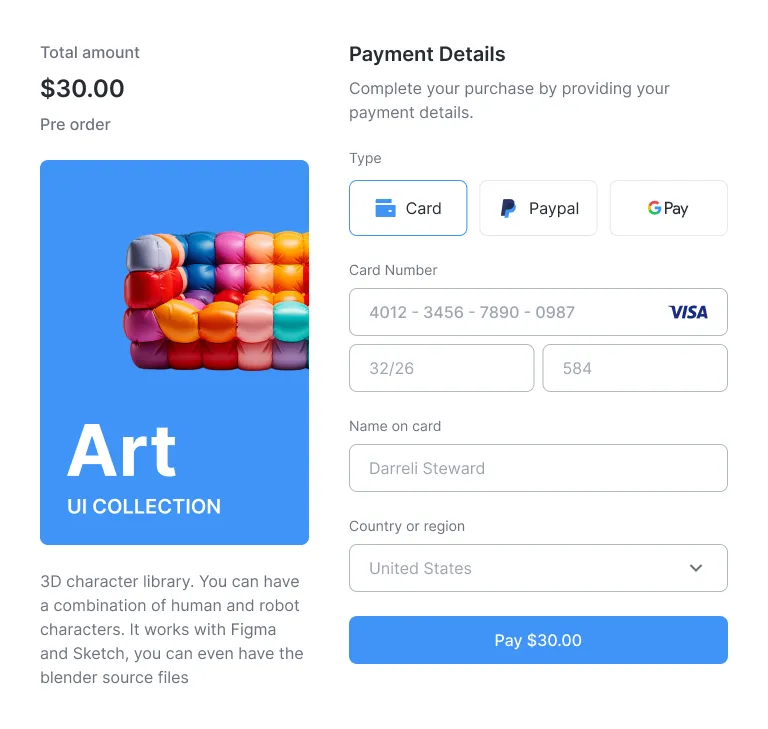 Total amount
$30.00
Pre order
Art
UI COLLECTION
3D character library. You can have
a combination of human and robot
characters. It works with Figma
and Sketch, you can even have the
blender source files
Payment Details
Complete your purchase by providing your
payment details.
Type
Card
Paypal
G Pay
Card Number
4012 - 3456 - 7890 - 0987
VISA
32/26
584
Name on card
Darreli Steward
Country or region
United States
Pay $30.00